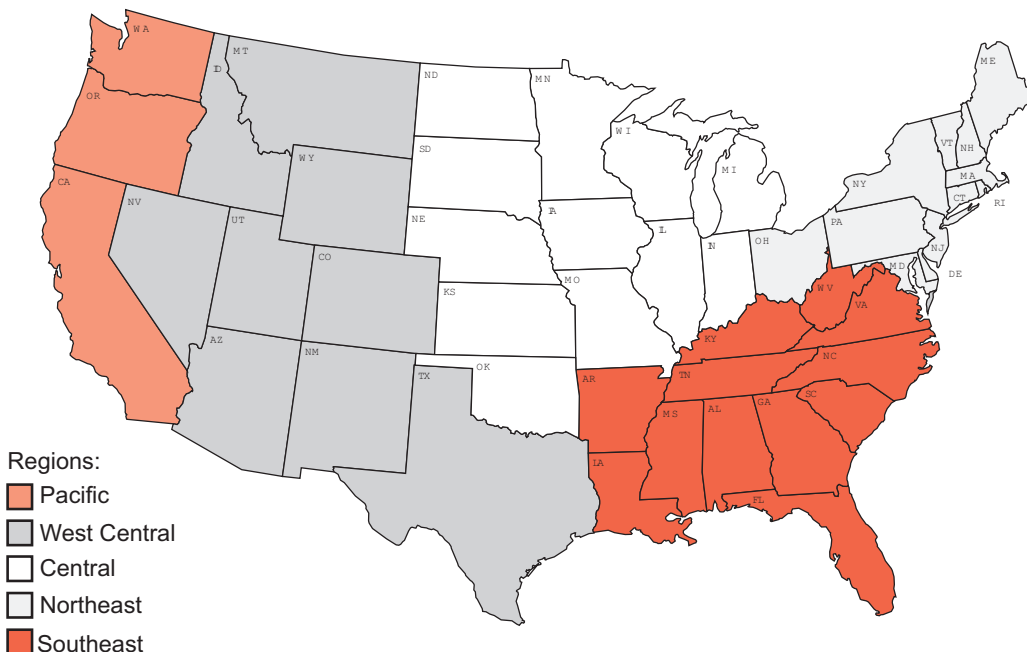 WA
MT
ID
ND
MN
ME
OR
WI
VT
NH
SD
WY
MI
MA
CA
NY
NV
CT
RI
UT
NE
IA
PA
IL
IN
OH
NJ
CO
MD
DE
MO
KS
WV
VA
AZ
KY
NM
NC
OK
TX
AR
TN
SC
GA
MS
AL
LA
FL
Regions:
Pacific
West Central
Central
Northeast
Southeast